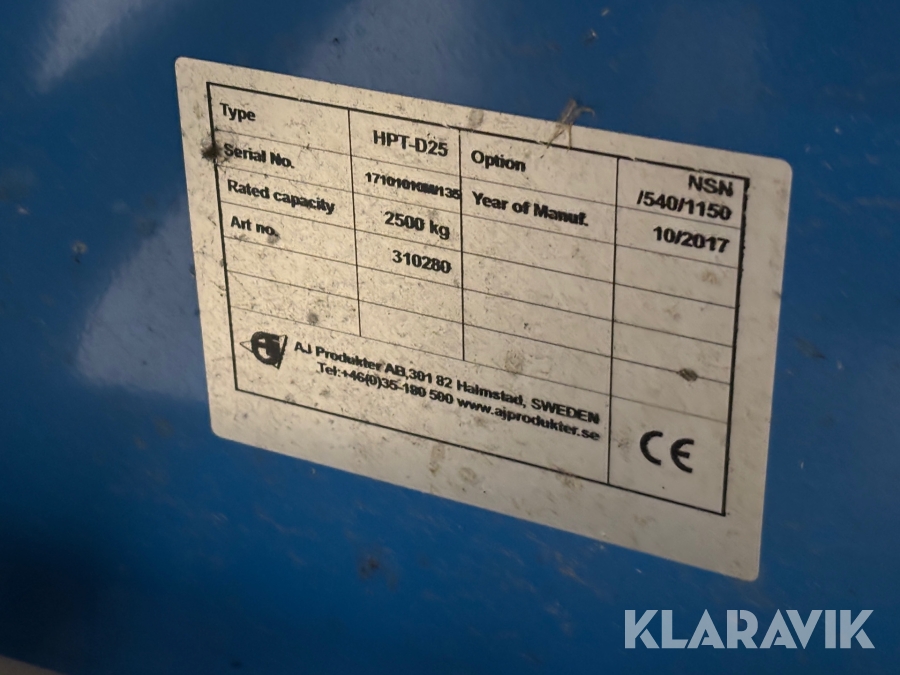 Type HPT-D25 Option NSN /540/1150
Serial No. Year of Manuf. 10/2017
Rated capacity 2500 kg
Art no. 310280
AJ Produkter AB,301 82 Halmstad, SWEDEN
Tel:+46(0)35-180 500 www.ajprodukter.se
CE
KLARAVIK